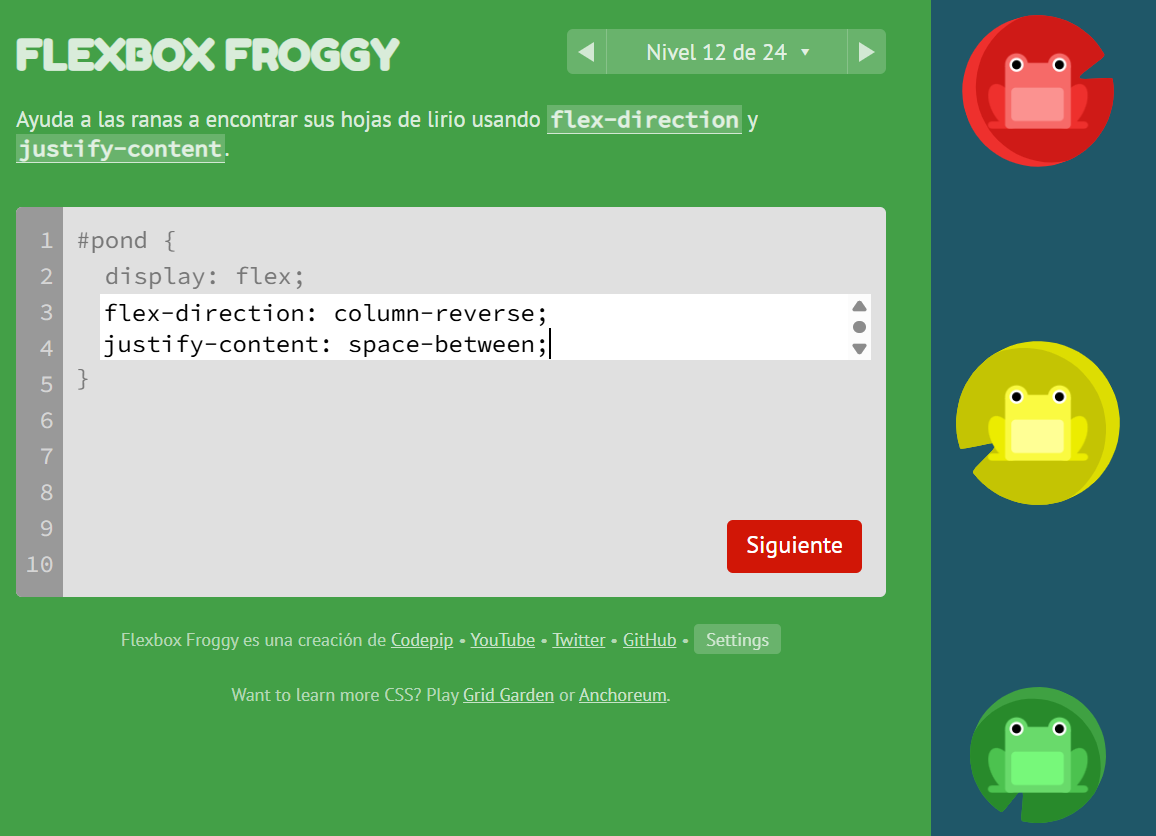 FLEXBOX FROGGY
Nivel 12 de 24
Ayuda a las ranas a encontrar sus hojas de lirio usando flex-direction y
justify-content.
1 #pond {
2 display: flex;
3 flex-direction: column-reverse;
4 justify-content: space-between;
5 }
6
7
8
9
10
Siguiente
Flexbox Froggy es una creación de Codepip • YouTube • Twitter • GitHub • Settings
Want to learn more CSS? Play Grid Garden or Anchoreum.